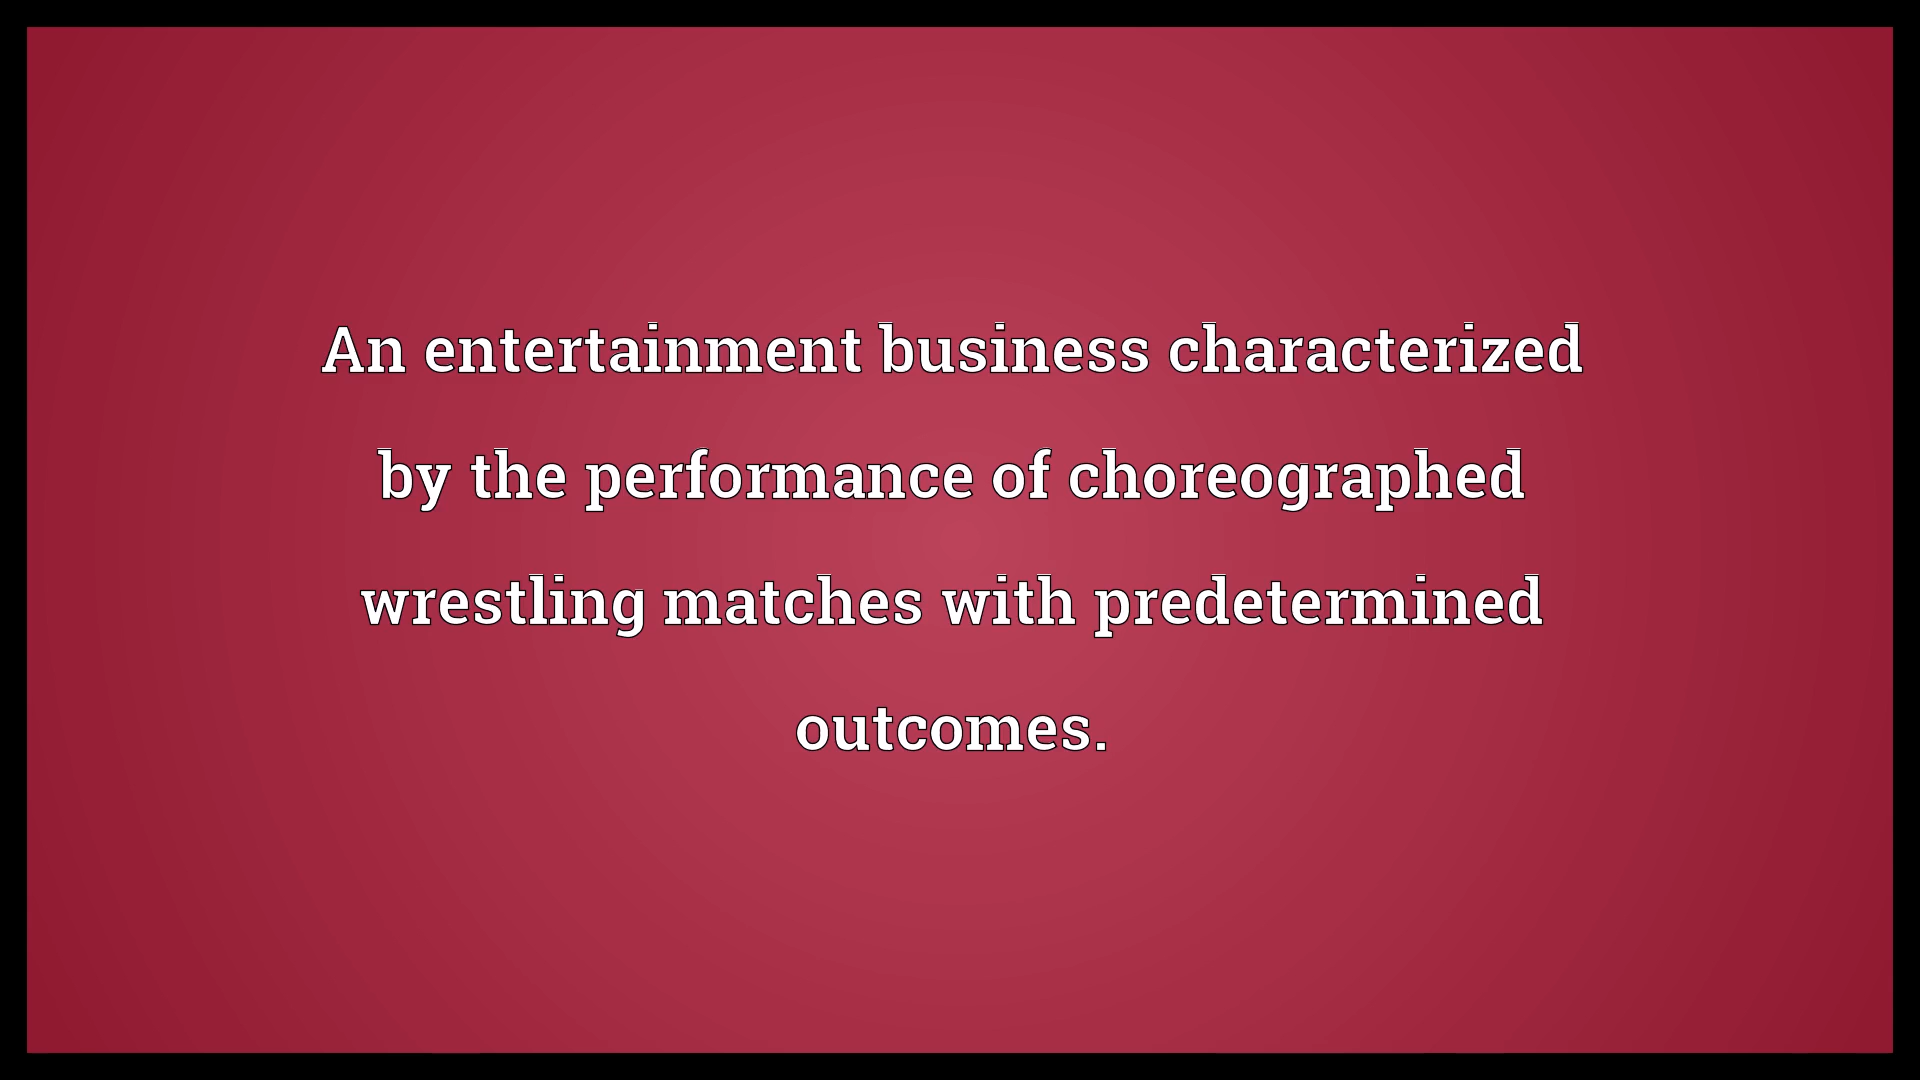 An entertainment business characterized
by the performance of choreographed
wrestling matches with predetermined
outcomes.